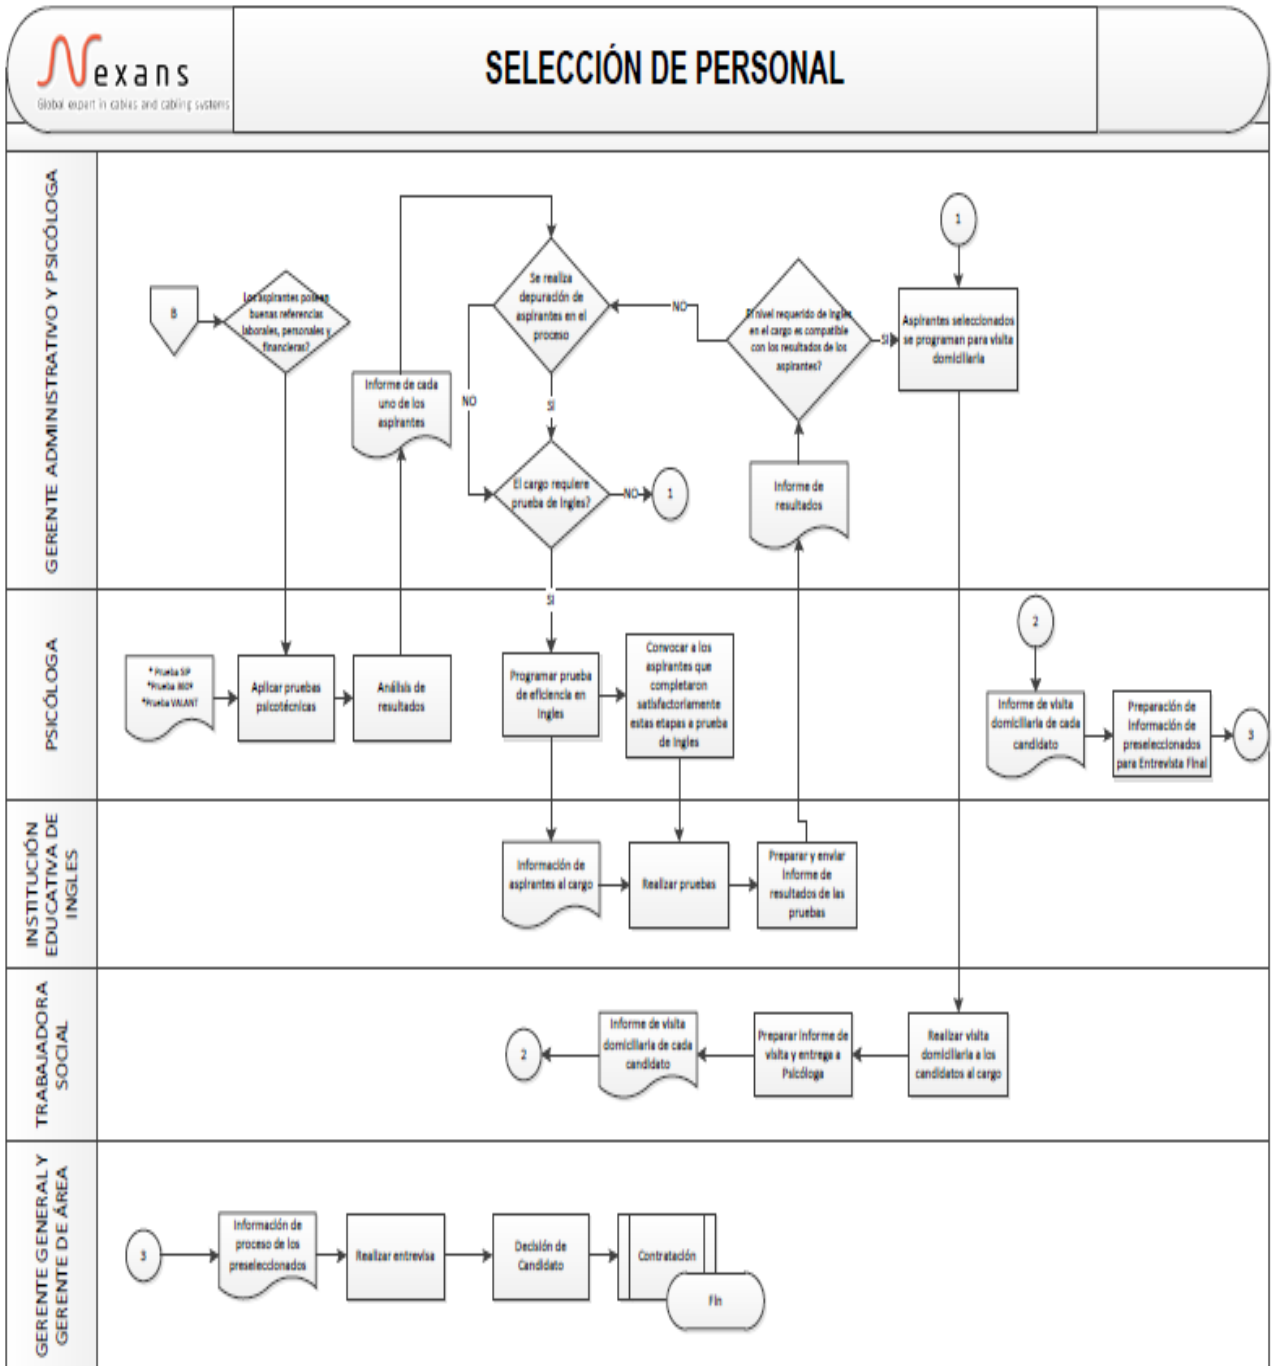 Nexans
Global expert in cables and cabling systems
SELECCIÓN DE PERSONAL
GERENTE ADMINISTRATIVO Y PSICÓLOGA
B
Los aspirantes poseen
buenas referencias
laborales, personales y
financieras?
Informe de cada
uno de los
aspirantes
Se realiza
depuración de
aspirantes en el
proceso
NO
SI
El cargo requiere
prueba de Ingles?
NO
1
SI
NO
El nivel requerido de Ingles
en el cargo es compatible
con los resultados de los
aspirantes?
SI
Informe de
resultados
1
Aspirantes seleccionados
se programan para visita
domiciliaria
PSICÓLOGA
* Prueba SIP
*Prueba 360º
*Prueba VALANT
Aplicar pruebas
psicotécnicas
Análisis de
resultados
Programar prueba
de eficiencia en
Ingles
Convocar a los
aspirantes que
completaron
satisfactoriamente
estas etapas a prueba
de Ingles
2
Informe de visita
domiciliaria de cada
candidato
Preparación de
Información de
preseleccionados
para Entrevista Final
3
INSTITUCIÓN
EDUCATIVA DE
INGLES
Información de
aspirantes al cargo
Realizar pruebas
Preparar y enviar
Informe de
resultados de las
pruebas
TRABAJADORA
SOCIAL
2
Informe de visita
domiciliaria de cada
candidato
Preparar informe de
visita y entrega a
Psicóloga
Realizar visita
domiciliaria a los
candidatos al cargo
GERENTE GENERAL Y
GERENTE DE ÁREA
3
Información de
proceso de los
preseleccionados
Realizar entrevisa
Decisión de
Candidato
Contratación
Fin